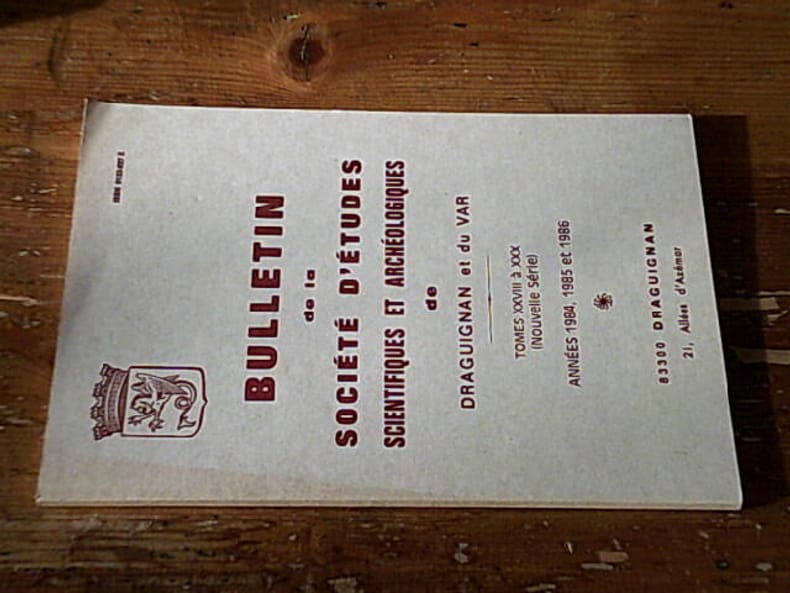 BULLETIN
de la
SOCIÉTÉ D'ÉTUDES
SCIENTIFIQUES ET ARCHÉOLOGIQUES
de
DRAGUIGNAN et du VAR
TOMES XXVIII à XXX
(Nouvelle Série)
ANNÉES 1984, 1985 et 1986
83300 DRAGUIGNAN
21, Allées d'Azémar